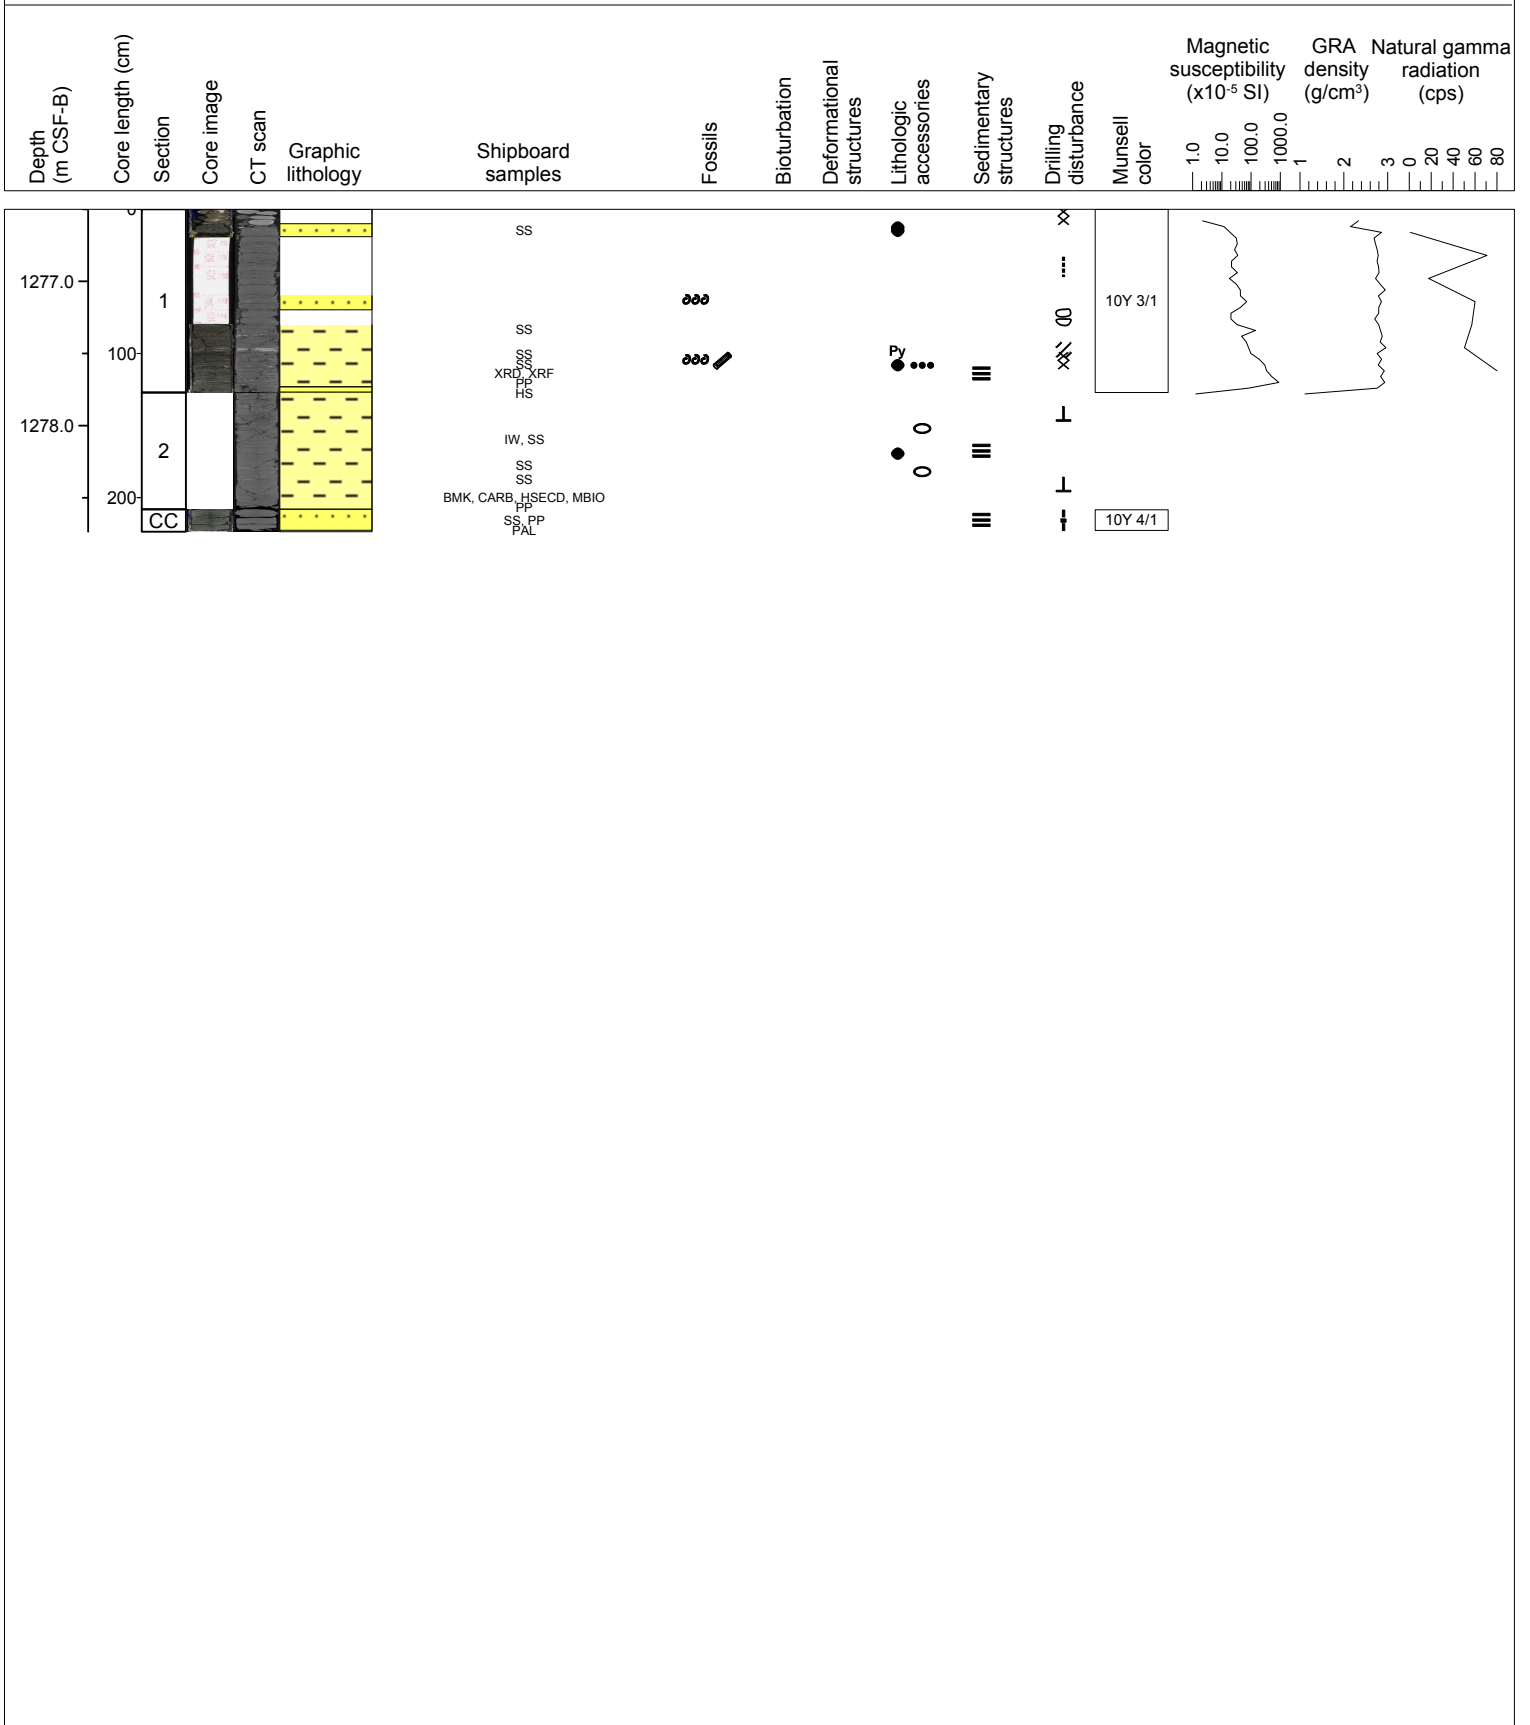 Depth
(m CSF-B)
Core length (cm)
Section
Core image
CT scan
Graphic
lithology
Shipboard
samples
Fossils
Bioturbation
Deformational
structures
Lithologic
accessories
Sedimentary
structures
Drilling
disturbance
Munsell
color
Magnetic
susceptibility
(x10⁻⁵ SI)
GRA
density
(g/cm³)
Natural gamma
radiation
(cps)
1.0
10.0
100.0
1000.0
1
2
3
0
20
40
60
80
0
SS
1277.0
1
10Y 3/1
SS
100
SS
SS
Py
XRD, XRF
PP
HS
1278.0
2
IW, SS
SS
SS
200
BMK, CARB, HSECD, MBIO
PP
CC
SS, PP
10Y 4/1
PAL